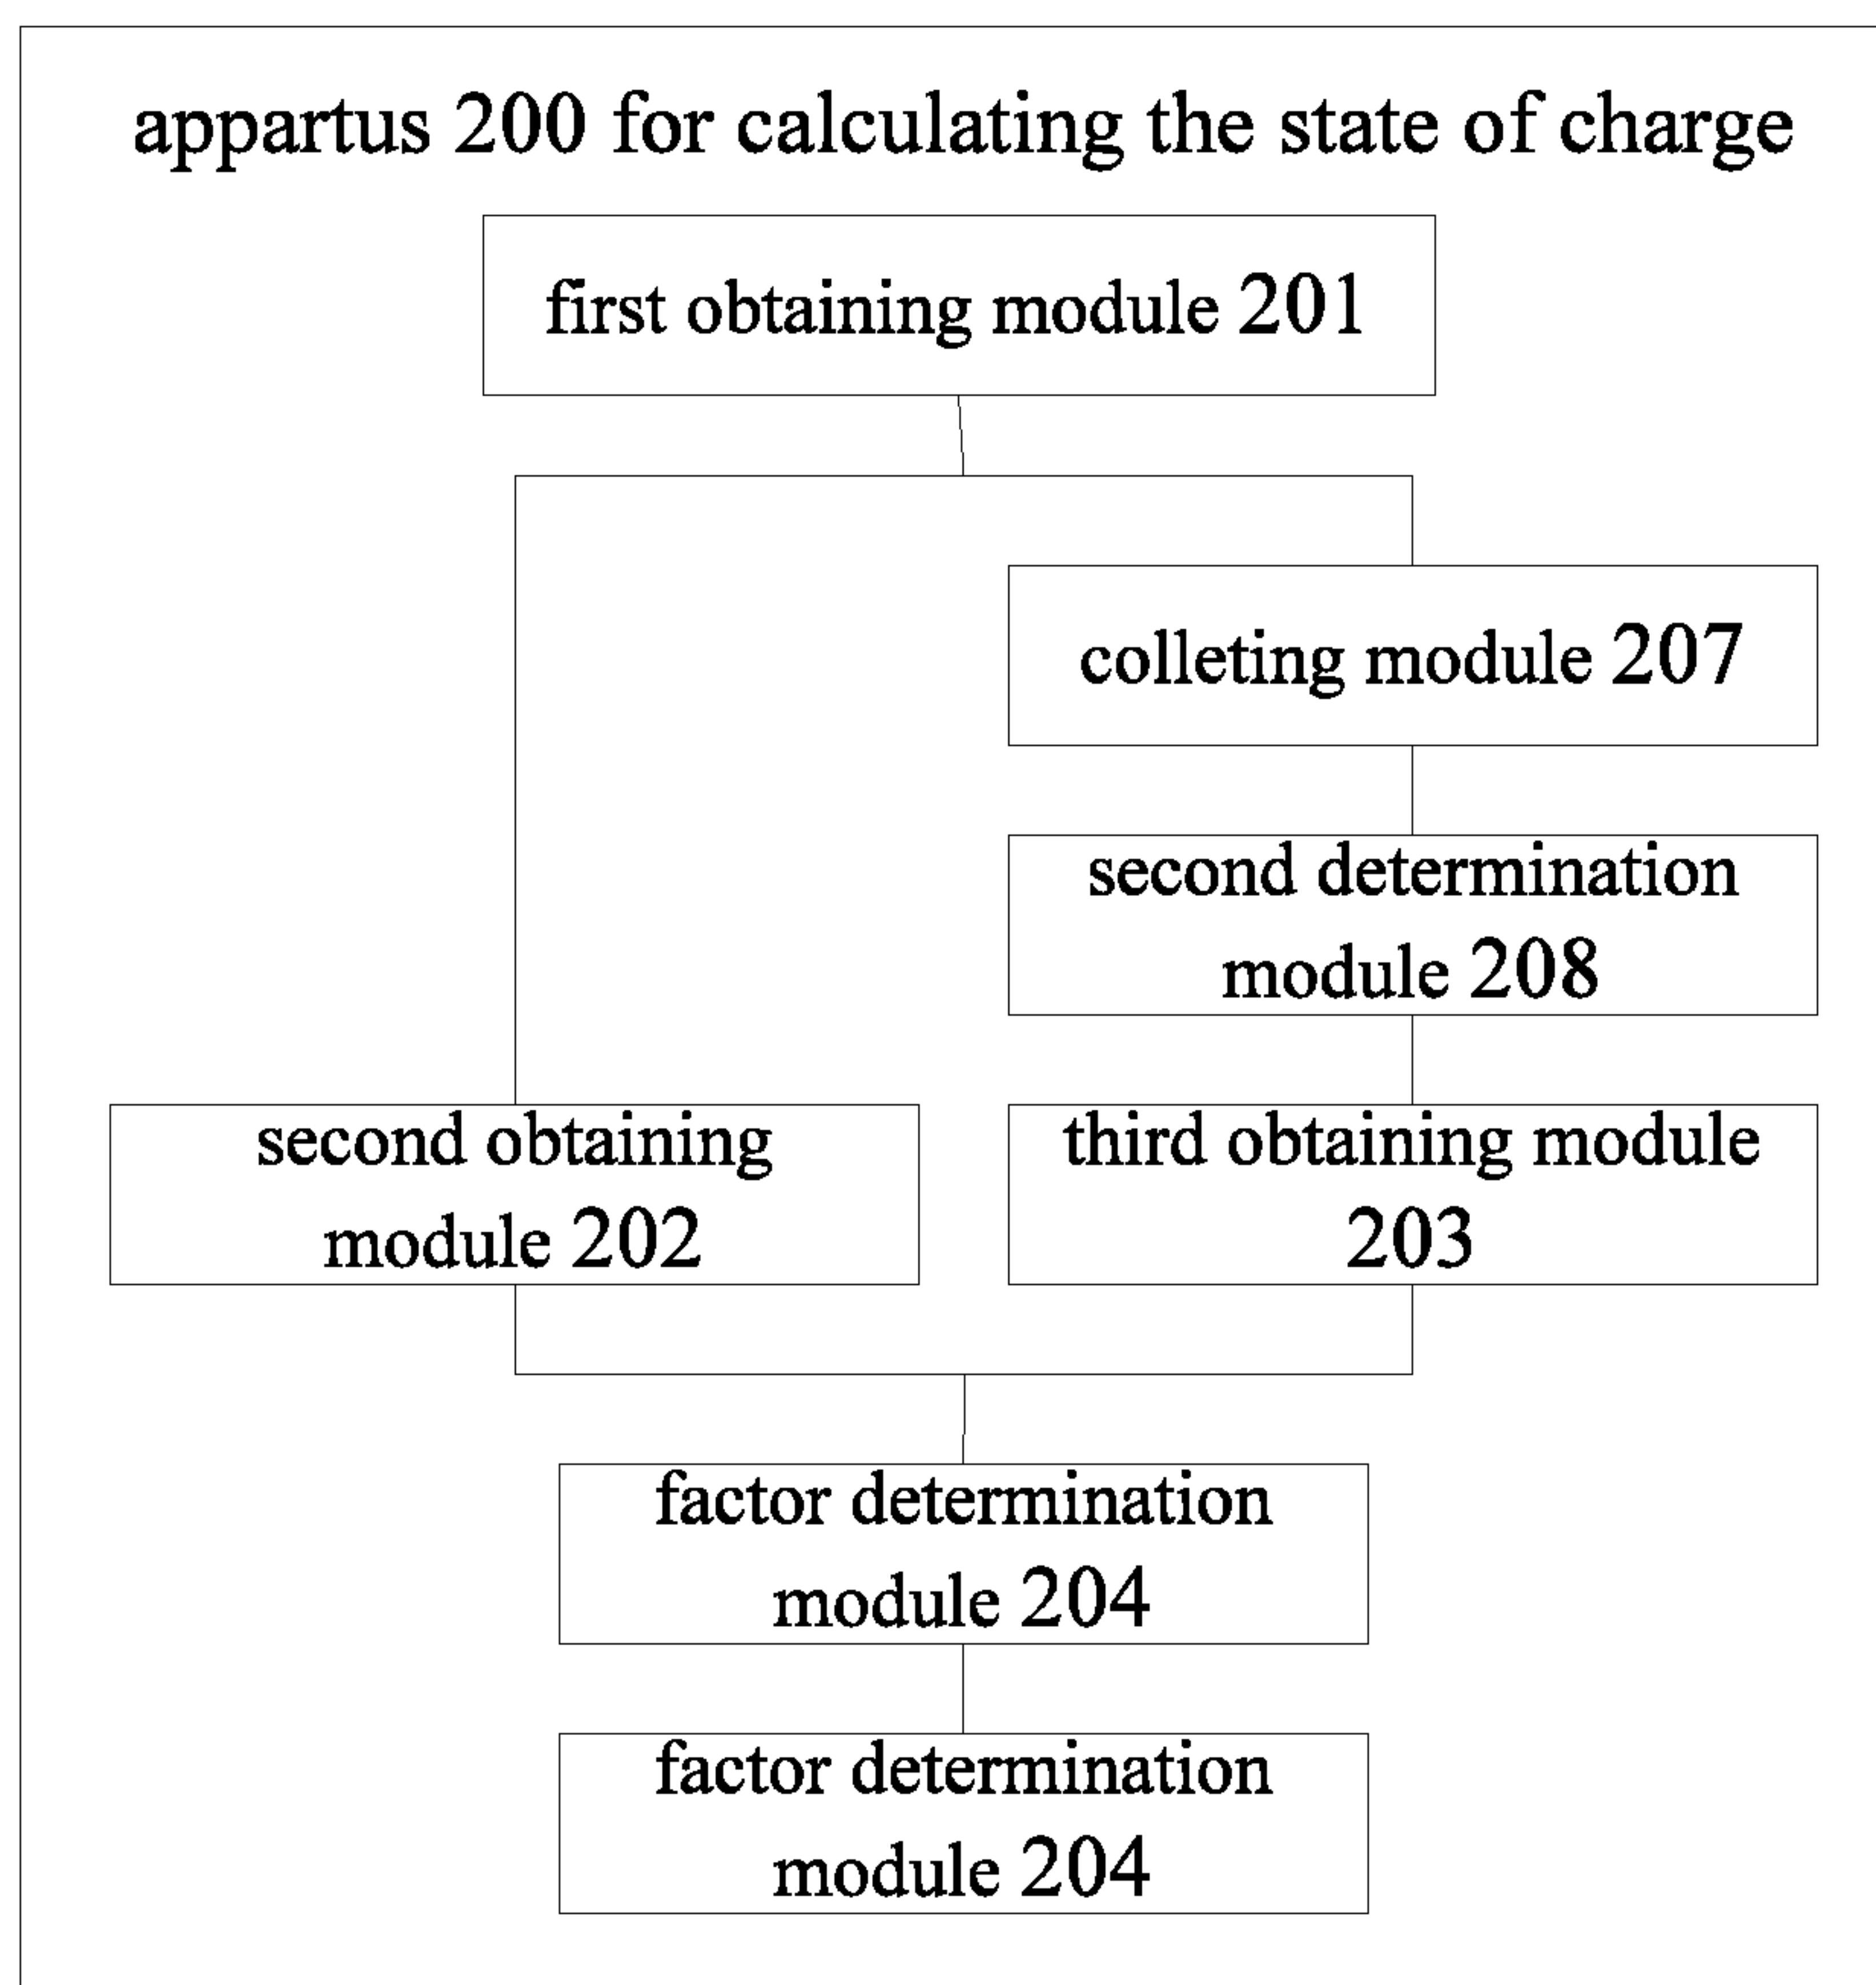 appartus 200 for calculating the state of charge
first obtaining module 201
colleting module 207
second determination
module 208
second obtaining
module 202
third obtaining module
203
factor determination
module 204
factor determination
module 204